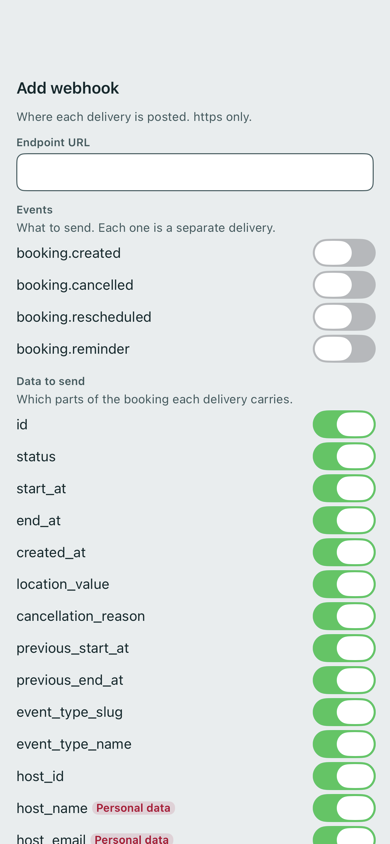 Add webhook
Where each delivery is posted. https only.
Endpoint URL
Events
What to send. Each one is a separate delivery.
booking.created
booking.cancelled
booking.rescheduled
booking.reminder
Data to send
Which parts of the booking each delivery carries.
id
status
start_at
end_at
created_at
location_value
cancellation_reason
previous_start_at
previous_end_at
event_type_slug
event_type_name
host_id
host_name Personal data
host_email Personal data